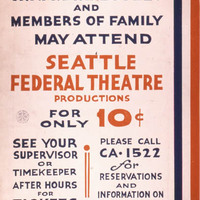 AND
MEMBERS OF FAMILY
MAY ATTEND
SEATTLE
FEDERAL THEATRE
PRODUCTIONS
FOR
ONLY 10¢
SEE YOUR
SUPERVISOR
OR
TIMEKEEPER
AFTER HOURS
FOR
PLEASE CALL
CA·1522
for
RESERVATIONS
AND
INFORMATION ON